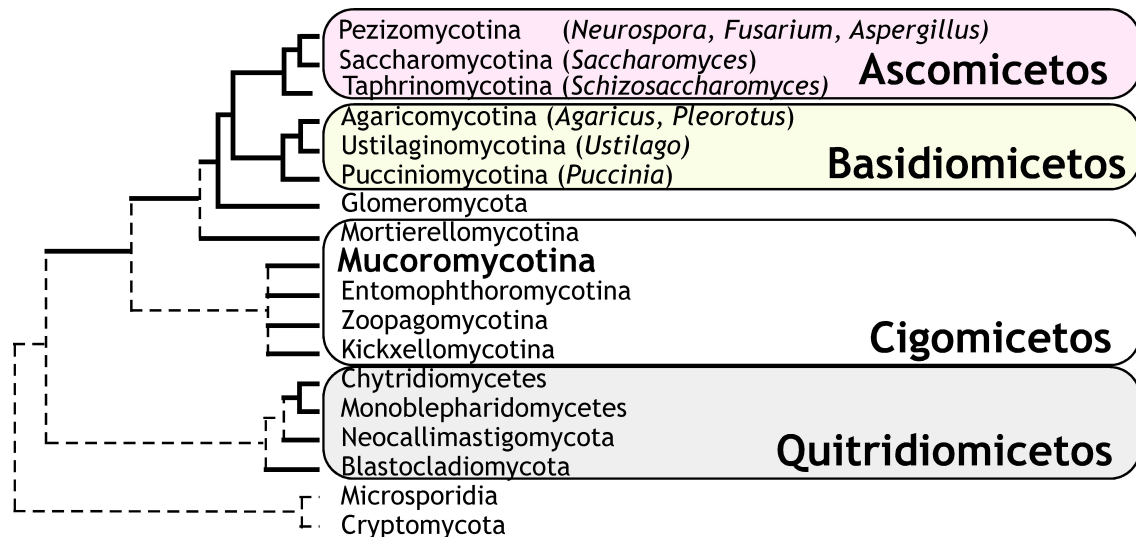 Pezizomycotina (Neurospora, Fusarium, Aspergillus)
Saccharomycotina (Saccharomyces)
Taphrinomycotina (Schizosaccharomyces)
Ascomicetos
Agaricomycotina (Agaricus, Pleorotus)
Ustilaginomycotina (Ustilago)
Pucciniomycotina (Puccinia)
Basidiomicetos
Glomeromycota
Mortierellomycotina
Mucoromycotina
Entomophthoromycotina
Zoopagomycotina
Kickxellomycotina
Cigomicetos
Chytridiomycetes
Monoblepharidomycetes
Neocallimastigomycota
Blastocladiomycota
Quitridiomicetos
Microsporidia
Cryptomycota